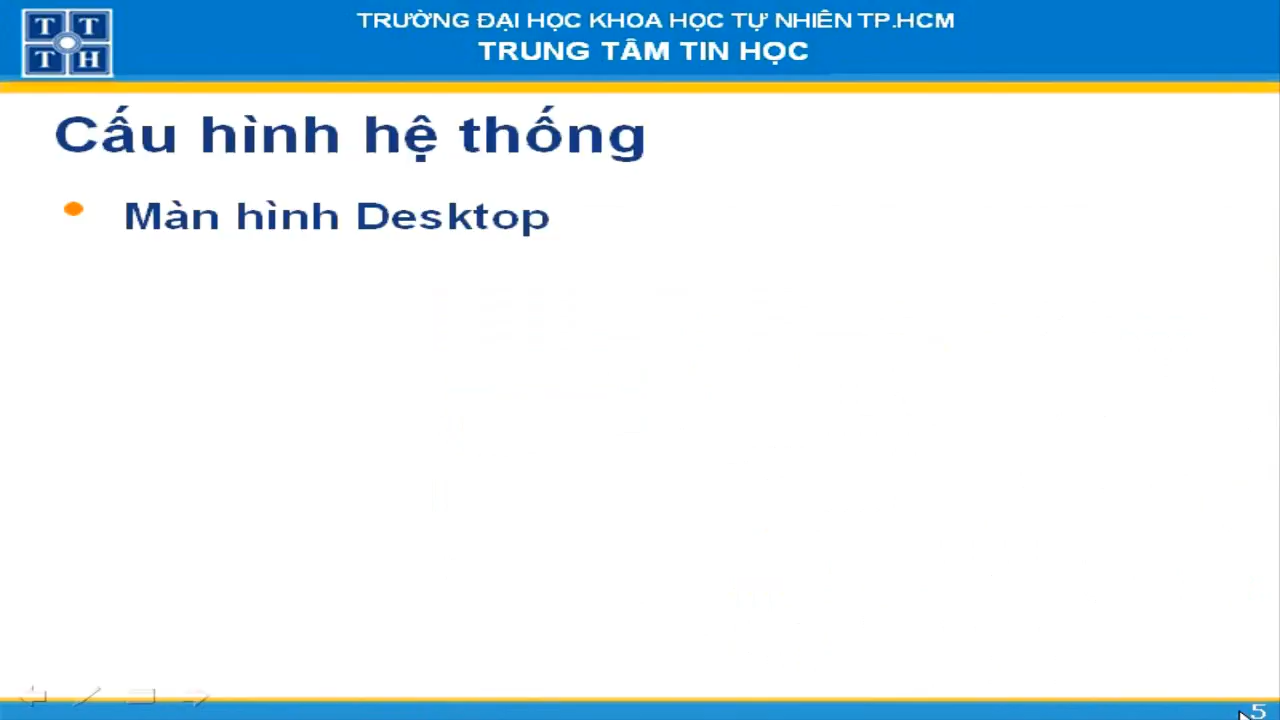 T T
T H
TRƯỜNG ĐẠI HỌC KHOA HỌC TỰ NHIÊN TP.HCM
TRUNG TÂM TIN HỌC
Cấu hình hệ thống
Màn hình Desktop
5